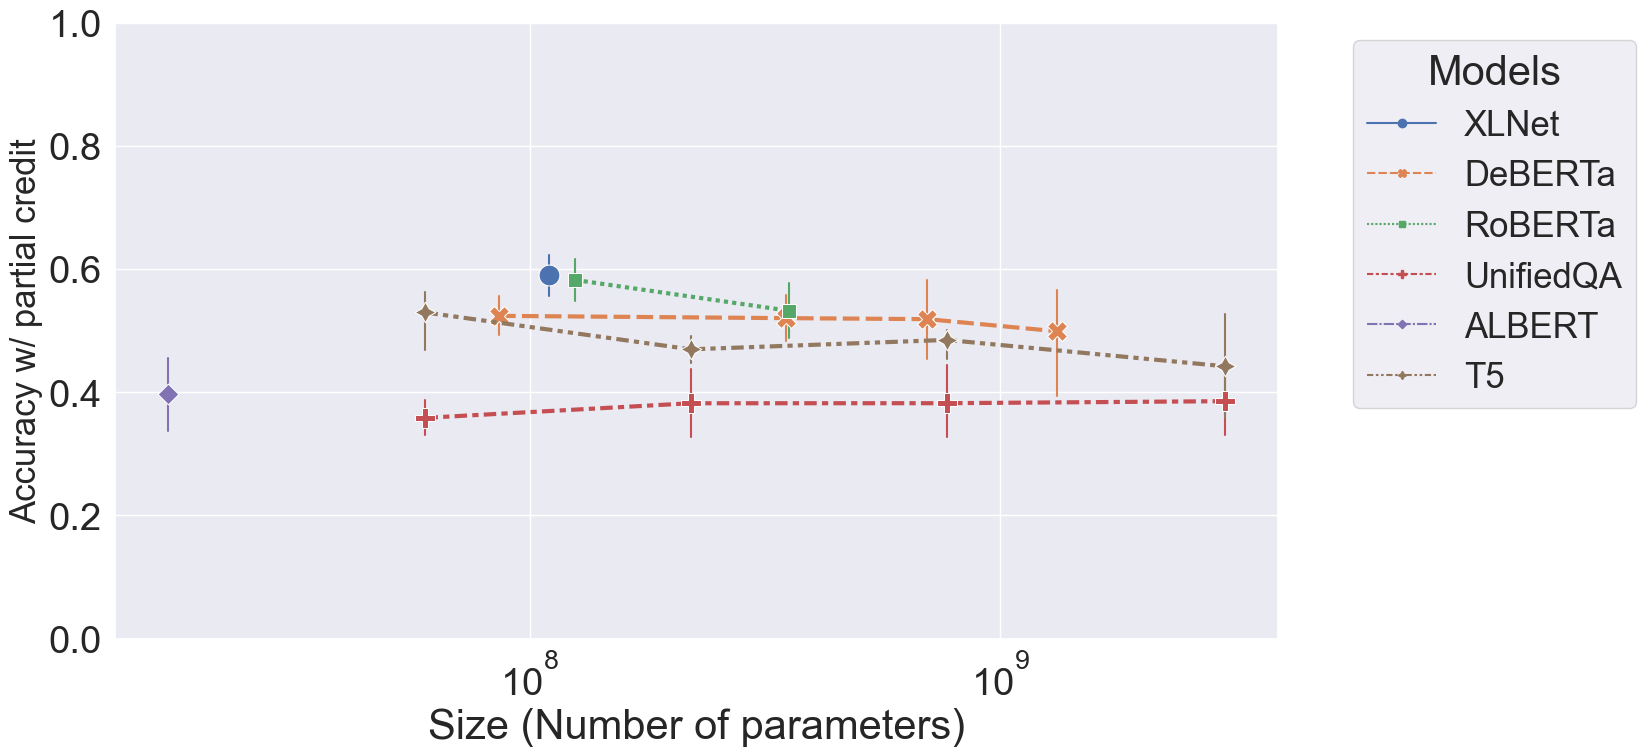 Accuracy w/ partial credit
1.0
0.8
0.6
0.4
0.2
0.0
10^8
10^9
Size (Number of parameters)
Models
XLNet
DeBERTa
RoBERTa
UnifiedQA
ALBERT
T5